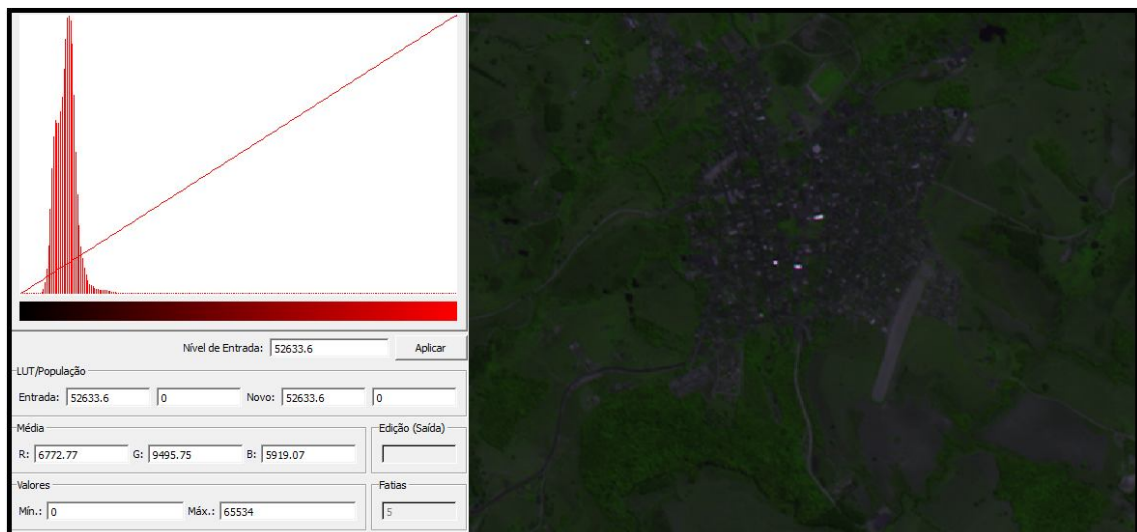 Nível de Entrada: 52633.6 Aplicar
LUT/População
Entrada: 52633.6 0 Novo: 52633.6 0
Média Edição (Saída)
R: 6772.77 G: 9495.75 B: 5919.07
Valores Fatias
Mín.: 0 Máx.: 65534 5